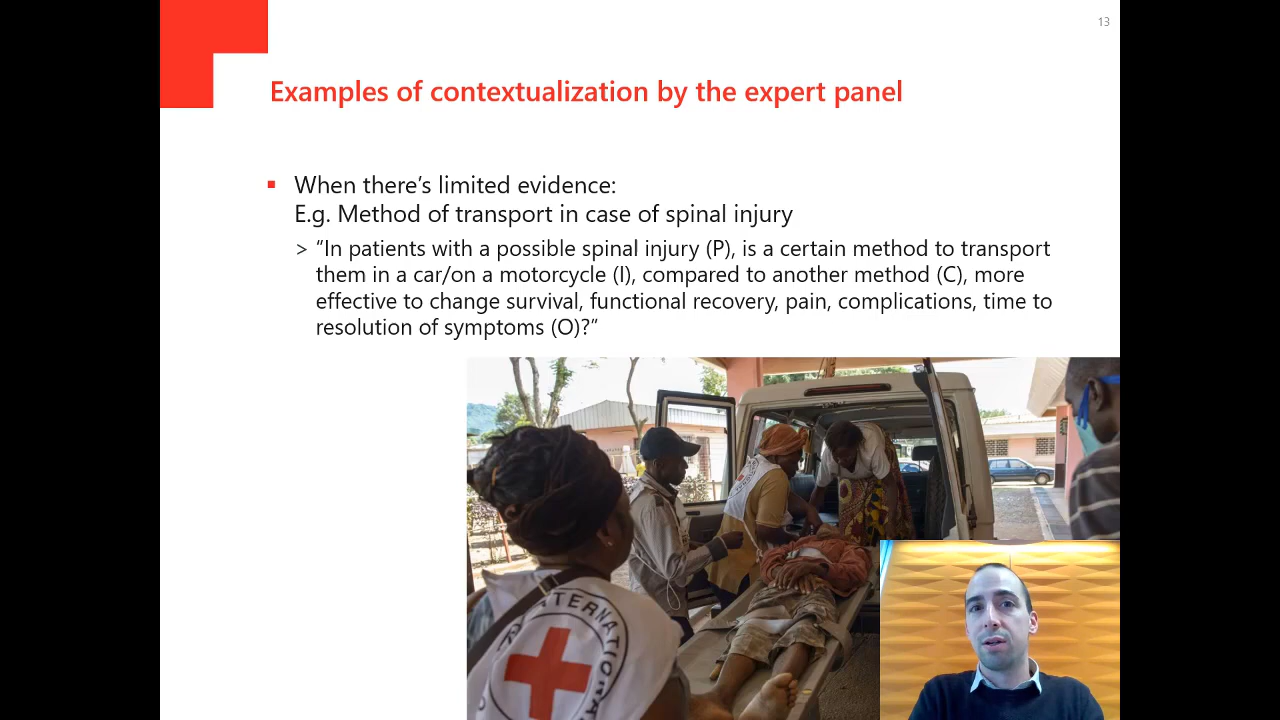 13
Examples of contextualization by the expert panel
▪ When there’s limited evidence:
E.g. Method of transport in case of spinal injury
> “In patients with a possible spinal injury (P), is a certain method to transport
them in a car/on a motorcycle (I), compared to another method (C), more
effective to change survival, functional recovery, pain, complications, time to
resolution of symptoms (O)?”